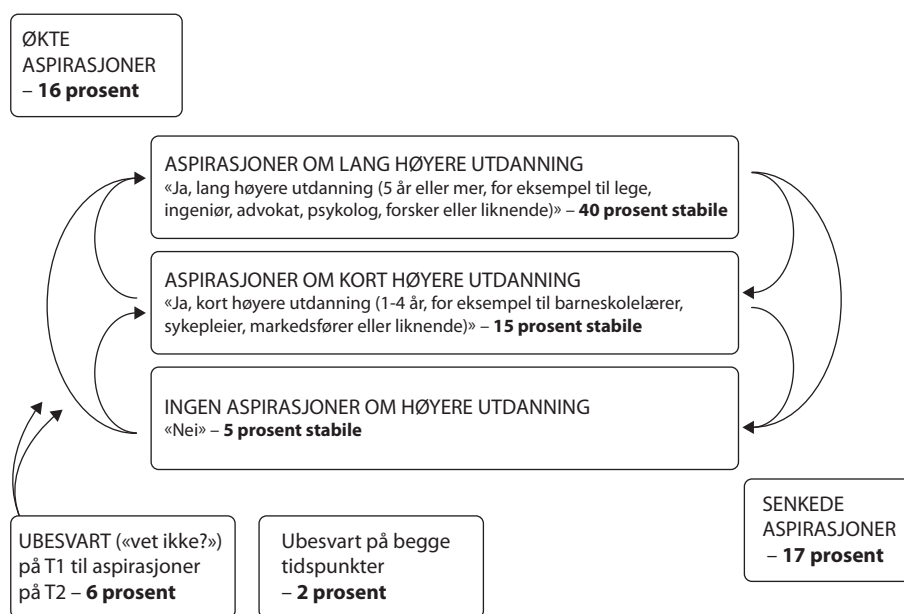 ØKTE
ASPIRASJONER
– 16 prosent
ASPIRASJONER OM LANG HØYERE UTDANNING
«Ja, lang høyere utdanning (5 år eller mer, for eksempel til lege,
ingeniør, advokat, psykolog, forsker eller liknende)» – 40 prosent stabile
ASPIRASJONER OM KORT HØYERE UTDANNING
«Ja, kort høyere utdanning (1-4 år, for eksempel til barneskolelærer,
sykepleier, markedsfører eller liknende)» – 15 prosent stabile
INGEN ASPIRASJONER OM HØYERE UTDANNING
«Nei» – 5 prosent stabile
UBESVART («vet ikke?»)
på T1 til aspirasjoner
på T2 – 6 prosent
Ubesvart på begge
tidspunkter
– 2 prosent
SENKEDE
ASPIRASJONER
– 17 prosent